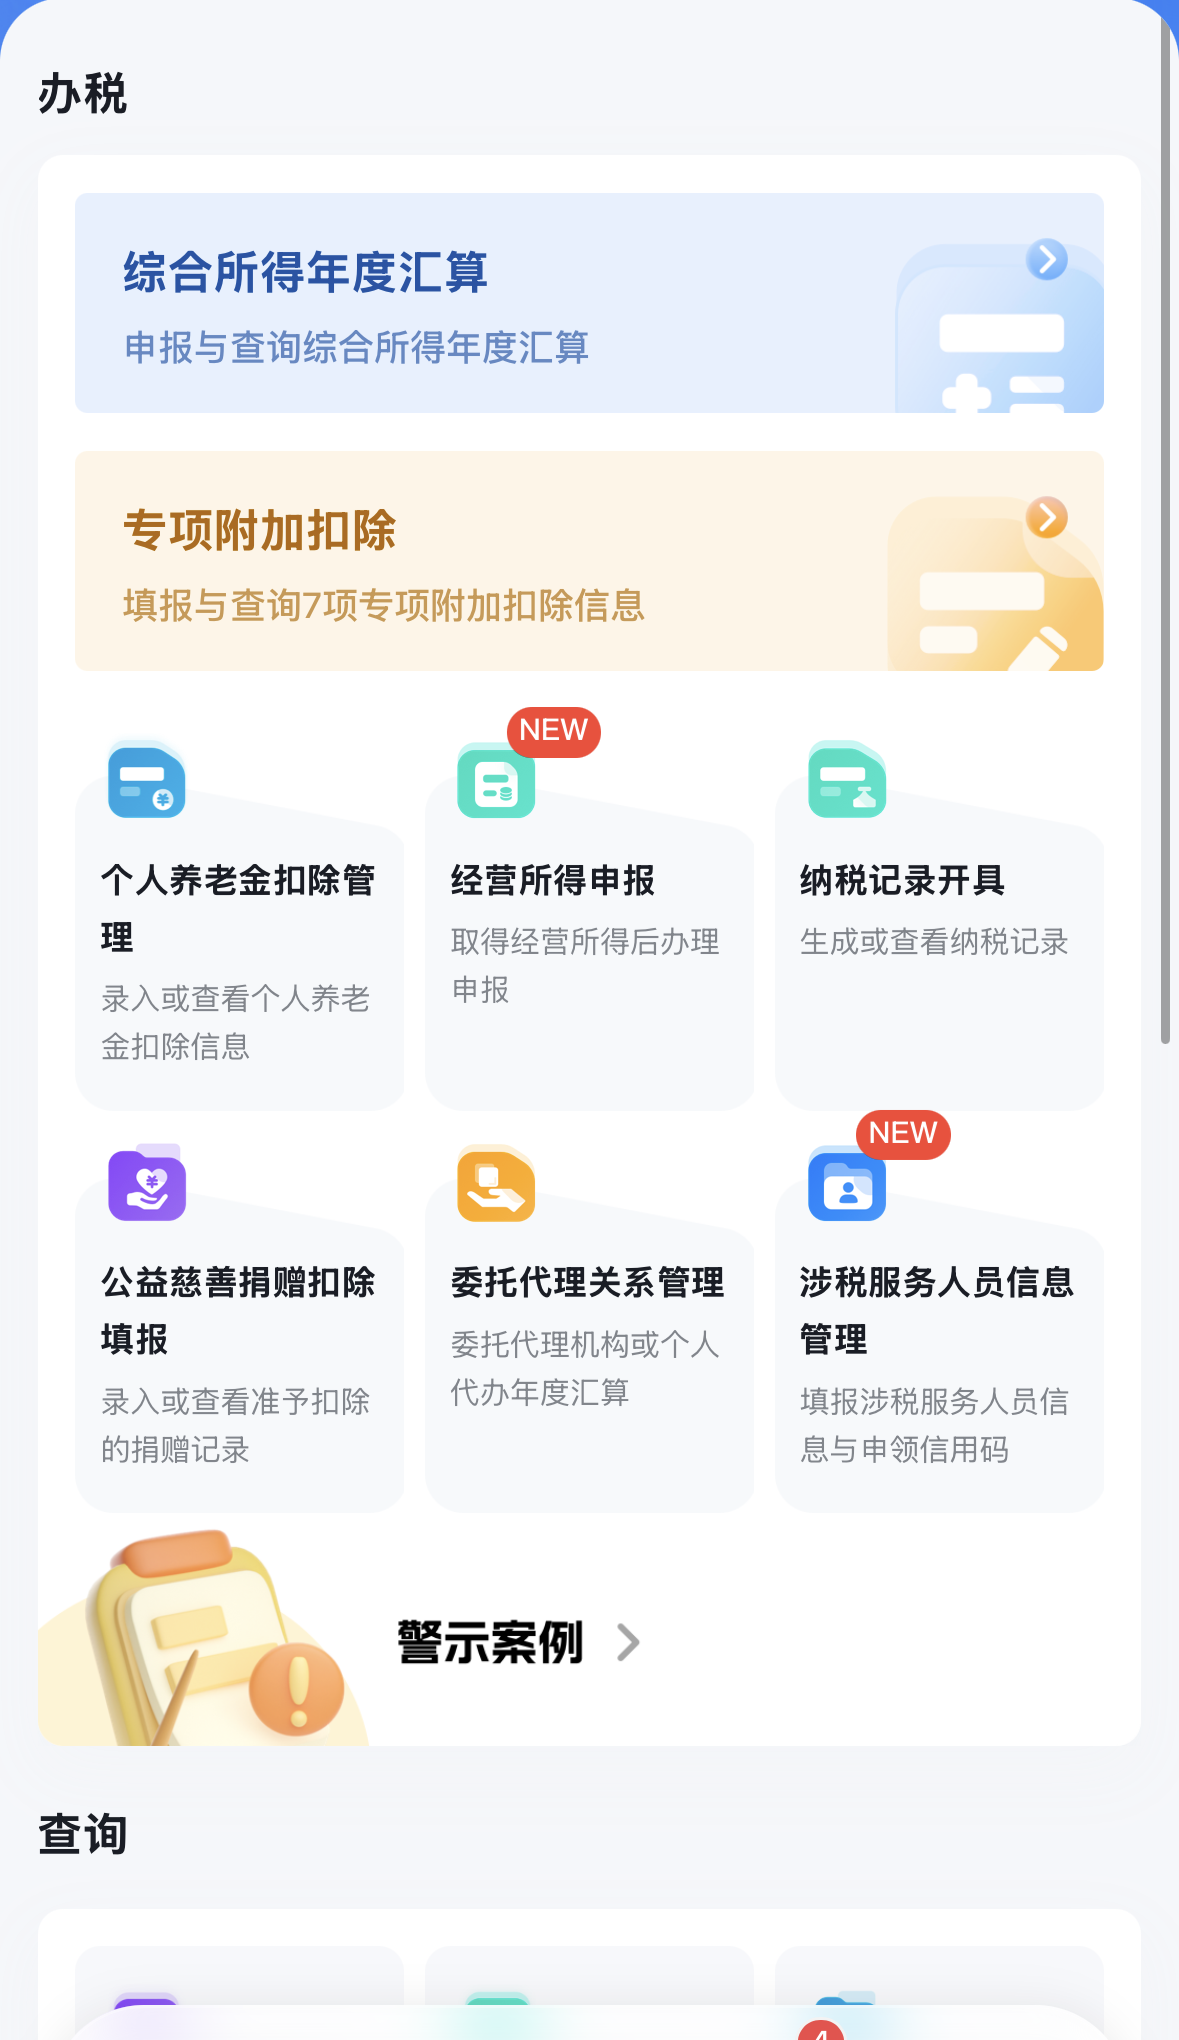 办税
综合所得年度汇算
申报与查询综合所得年度汇算
专项附加扣除
填报与查询7项专项附加扣除信息
个人养老金扣除管
理
录入或查看个人养老
金扣除信息
NEW
经营所得申报
取得经营所得后办理
申报
纳税记录开具
生成或查看纳税记录
公益慈善捐赠扣除
填报
录入或查看准予扣除
的捐赠记录
委托代理关系管理
委托代理机构或个人
代办年度汇算
NEW
涉税服务人员信息
管理
填报涉税服务人员信
息与申领信用码
警示案例
查询